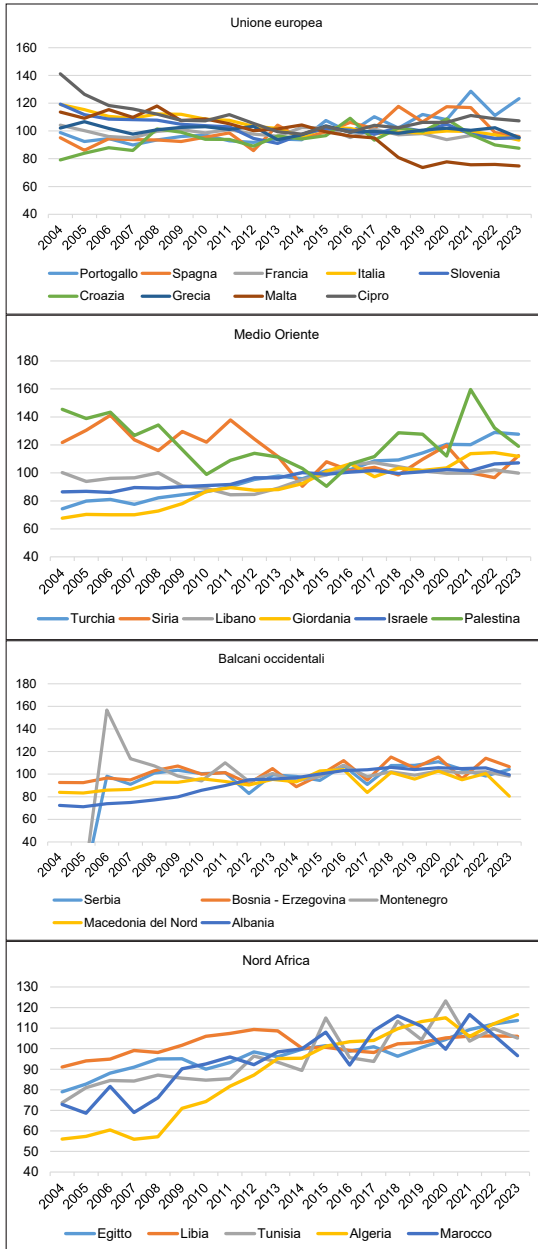 Unione europea
160
140
120
100
80
60
40
2004 2005 2006 2007 2008 2009 2010 2011 2012 2013 2014 2015 2016 2017 2018 2019 2020 2021 2022 2023
Portogallo Spagna Francia Italia Slovenia
Croazia Grecia Malta Cipro
Medio Oriente
180
160
140
120
100
80
60
40
2004 2005 2006 2007 2008 2009 2010 2011 2012 2013 2014 2015 2016 2017 2018 2019 2020 2021 2022 2023
Turchia Siria Libano Giordania Israele Palestina
Balcani occidentali
180
160
140
120
100
80
60
40
2004 2005 2006 2007 2008 2009 2010 2011 2012 2013 2014 2015 2016 2017 2018 2019 2020 2021 2022 2023
Serbia Bosnia - Erzegovina Montenegro
Macedonia del Nord Albania
Nord Africa
130
120
110
100
90
80
70
60
50
40
2004 2005 2006 2007 2008 2009 2010 2011 2012 2013 2014 2015 2016 2017 2018 2019 2020 2021 2022 2023
Egitto Libia Tunisia Algeria Marocco